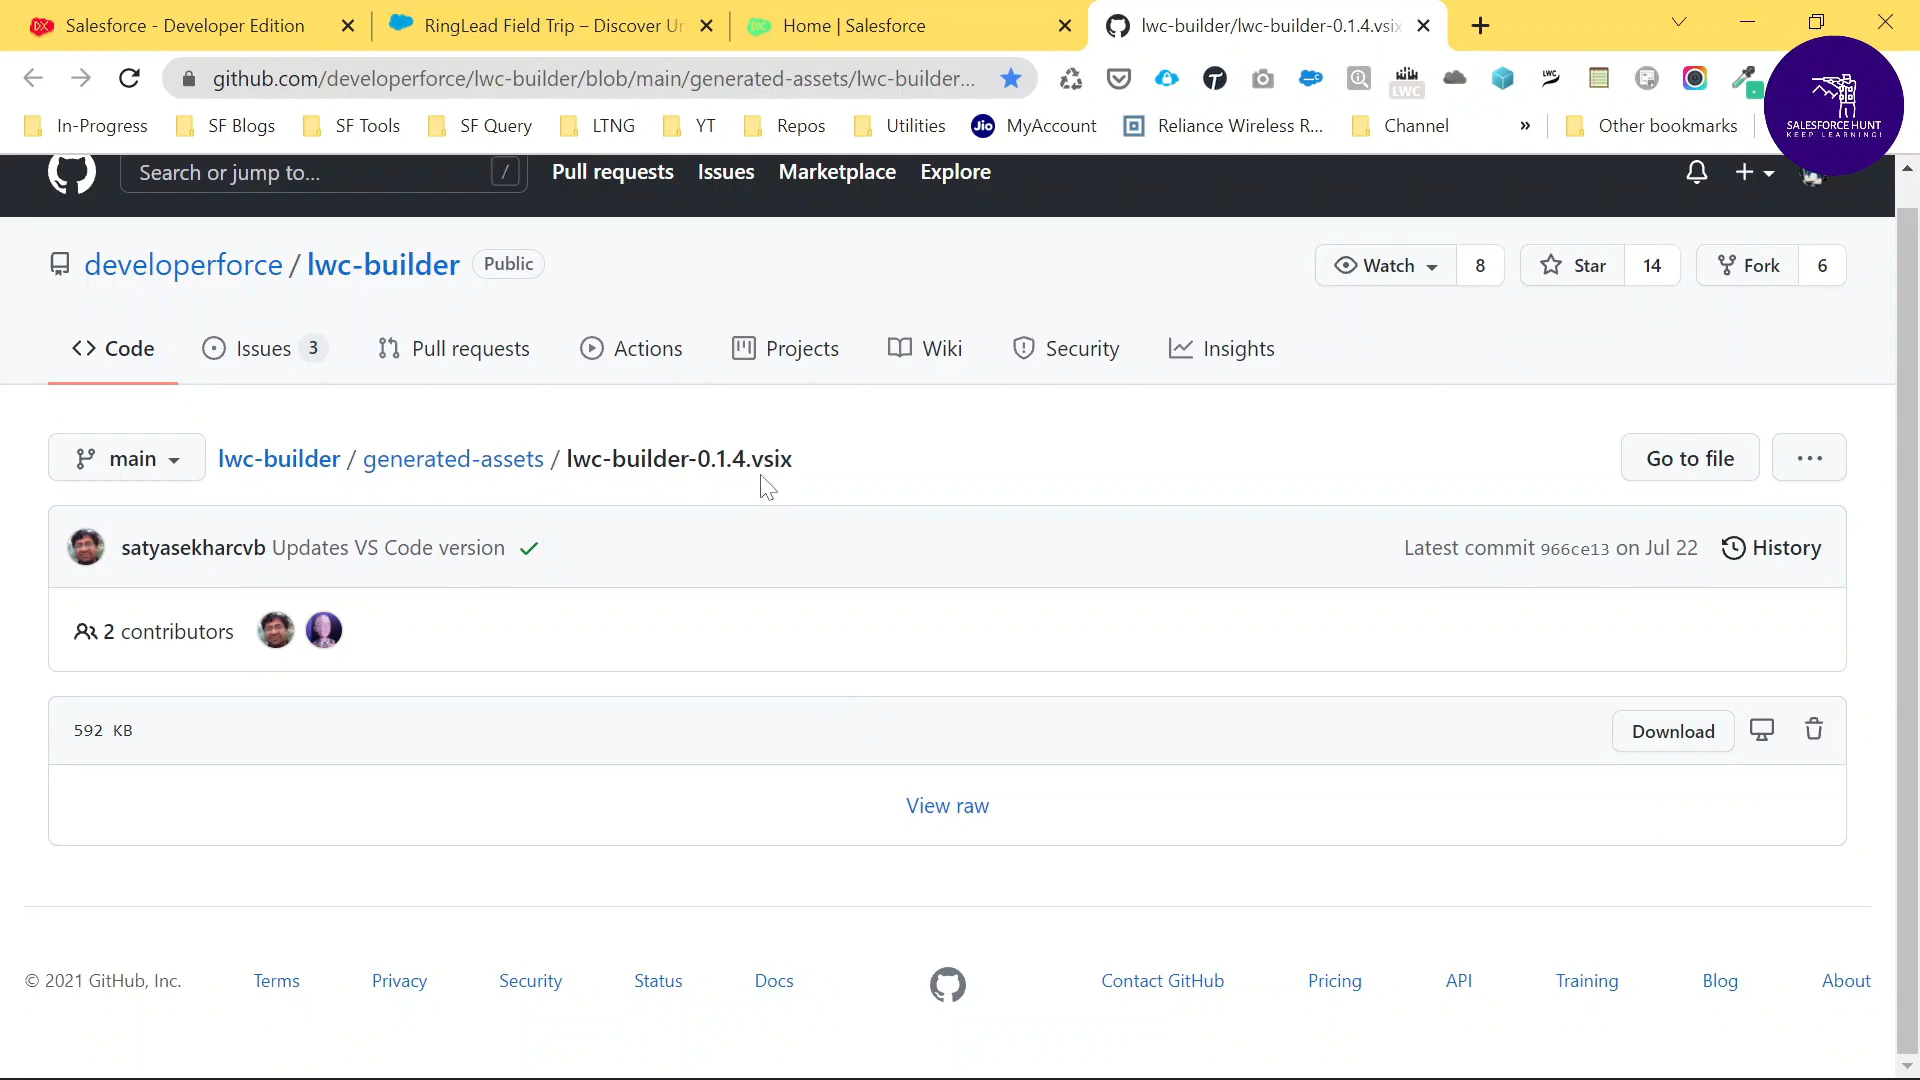 Salesforce - Developer Edition
RingLead Field Trip – Discover Un
Home | Salesforce
lwc-builder/lwc-builder-0.1.4.vsix
github.com/developerforce/lwc-builder/blob/main/generated-assets/lwc-builder...
LWC
LWC
In-Progress
SF Blogs
SF Tools
SF Query
LTNG
YT
Repos
Utilities
Jio
MyAccount
Reliance Wireless R...
Channel
»
Other bookmarks
SALESFORCE HUNT
KEEP LEARNING!
Search or jump to...
/
Pull requests
Issues
Marketplace
Explore
developerforce / lwc-builder
Public
Watch 8
Star 14
Fork 6
Code
Issues 3
Pull requests
Actions
Projects
Wiki
Security
Insights
main
lwc-builder / generated-assets / lwc-builder-0.1.4.vsix
Go to file
...
satyasekharcvb Updates VS Code version
Latest commit 966ce13 on Jul 22
History
2 contributors
592 KB
Download
View raw
© 2021 GitHub, Inc.
Terms
Privacy
Security
Status
Docs
Contact GitHub
Pricing
API
Training
Blog
About